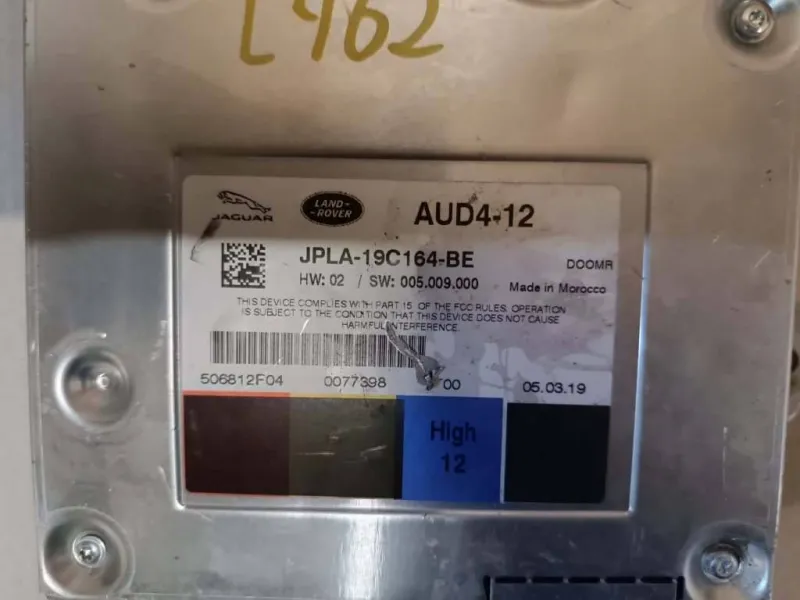 L462
JAGUAR
LAND-
-ROVER
AUD4-12
JPLA-19C164-BE
DOOMR
HW: 02 / SW: 005.009.000
Made in Morocco
THIS DEVICE COMPLIES WITH PART 15 OF THE FCC RULES. OPERATION
IS SUBJECT TO THE CONDITION THAT THIS DEVICE DOES NOT CAUSE
HARMFUL INTERFERENCE.
506812F04 0077398 00 05.03.19
High
12